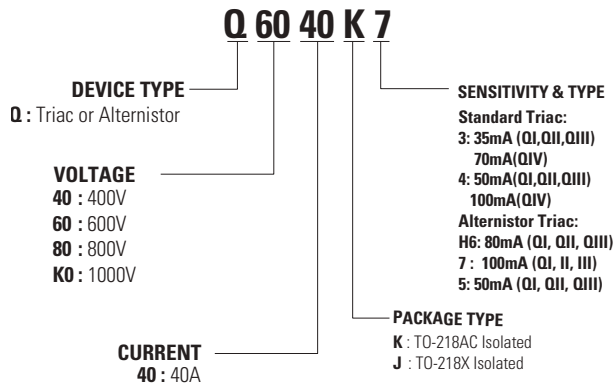 Q 60 40 K 7
DEVICE TYPE
Q : Triac or Alternistor
VOLTAGE
40 : 400V
60 : 600V
80 : 800V
K0 : 1000V
CURRENT
40 : 40A
SENSITIVITY & TYPE
Standard Triac:
3: 35mA (QI,QII,QIII)
70mA(QIV)
4: 50mA(QI,QII,QIII)
100mA(QIV)
Alternistor Triac:
H6: 80mA (QI, QII, QIII)
7 : 100mA (QI, II, III)
5: 50mA (QI, QII, QIII)
PACKAGE TYPE
K : TO-218AC Isolated
J : TO-218X Isolated